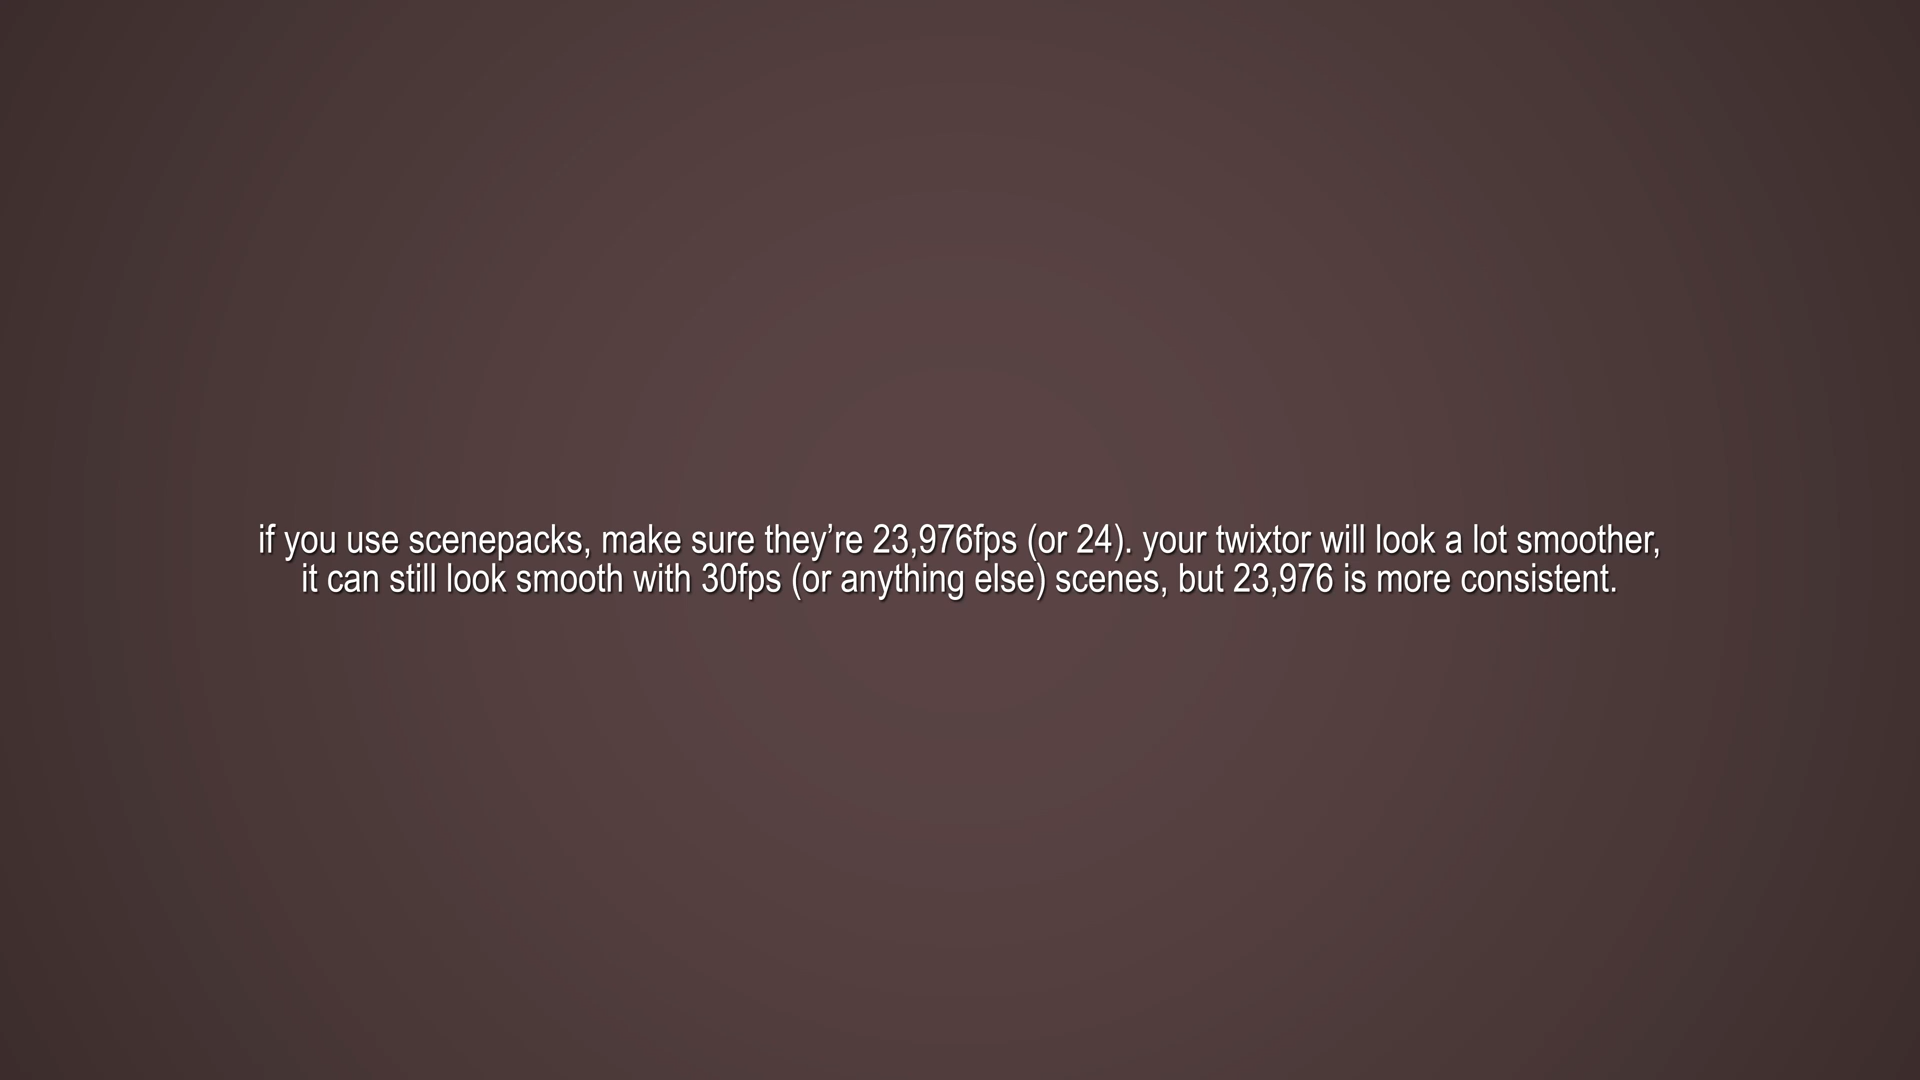 if you use scenepacks, make sure they’re 23,976fps (or 24). your twixtor will look a lot smoother,
it can still look smooth with 30fps (or anything else) scenes, but 23,976 is more consistent.